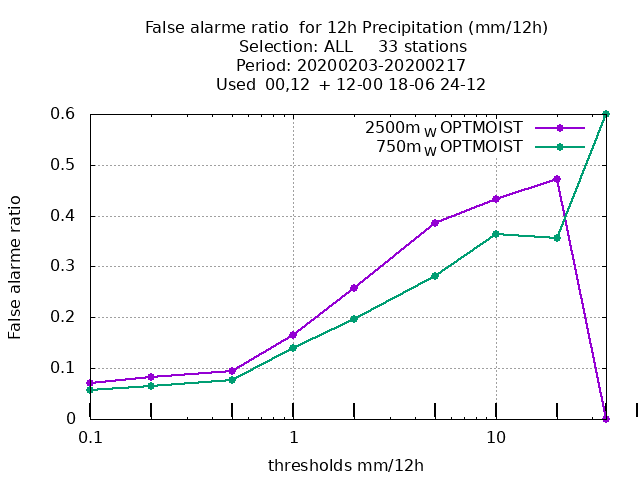 False alarme ratio  for 12h Precipitation (mm/12h)
Selection: ALL     33 stations
Period: 20200203-20200217
Used  00,12  + 12-00 18-06 24-12
0.6
2500m W OPTMOIST
750m W OPTMOIST
0.5
0.4
0.3
0.2
0.1
0
False alarme ratio
0.1 1 10
thresholds mm/12h